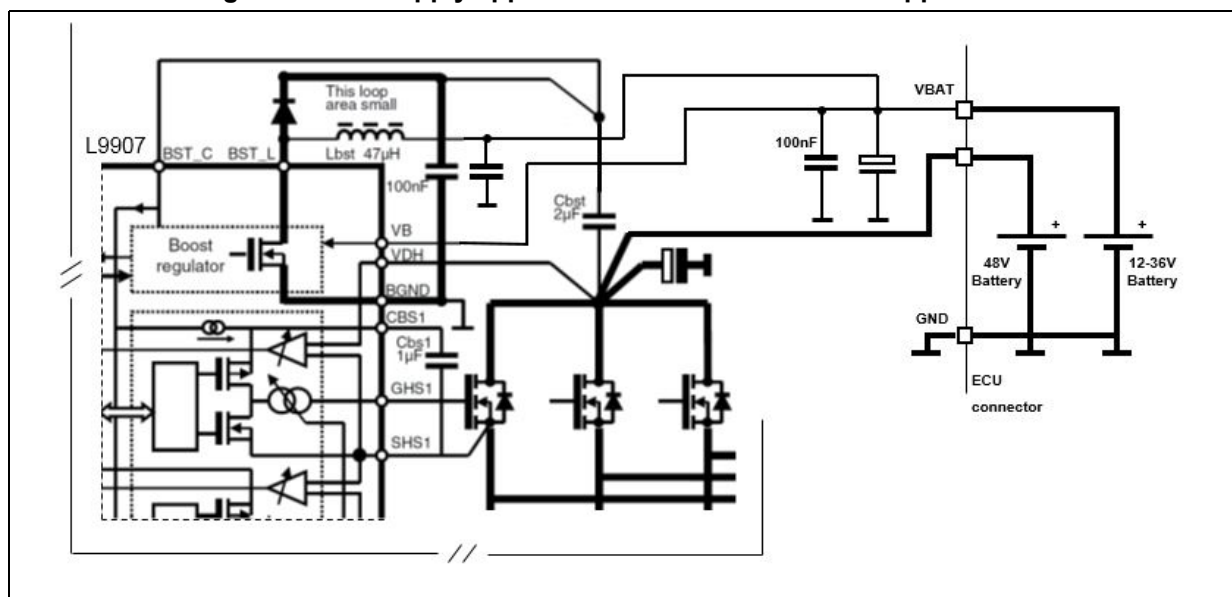 This loop
area small
L9907
BST_C BST_L
Lbst 47µH
100nF
Cbst
2µF
100nF
VBAT
Boost
regulator
VB
VDH
BGND
CBS1
Cbs1
1µF
GHS1
SHS1
48V
Battery
12-36V
Battery
+
+
GND
ECU
connector